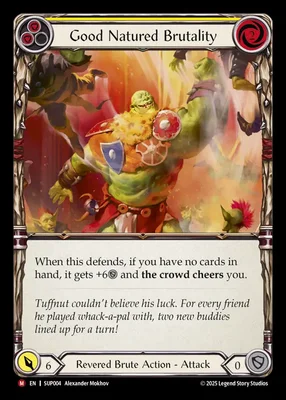 Good Natured Brutality
When this defends, if you have no cards in
hand, it gets +6 and the crowd cheers you.
Tuffnut couldn't believe his luck. For every friend
he played whack-a-pal with, two new buddies
lined up for a turn!
6 Revered Brute Action - Attack 0
M EN | SUP004 Alexander Mokhov © 2025 Legend Story Studios